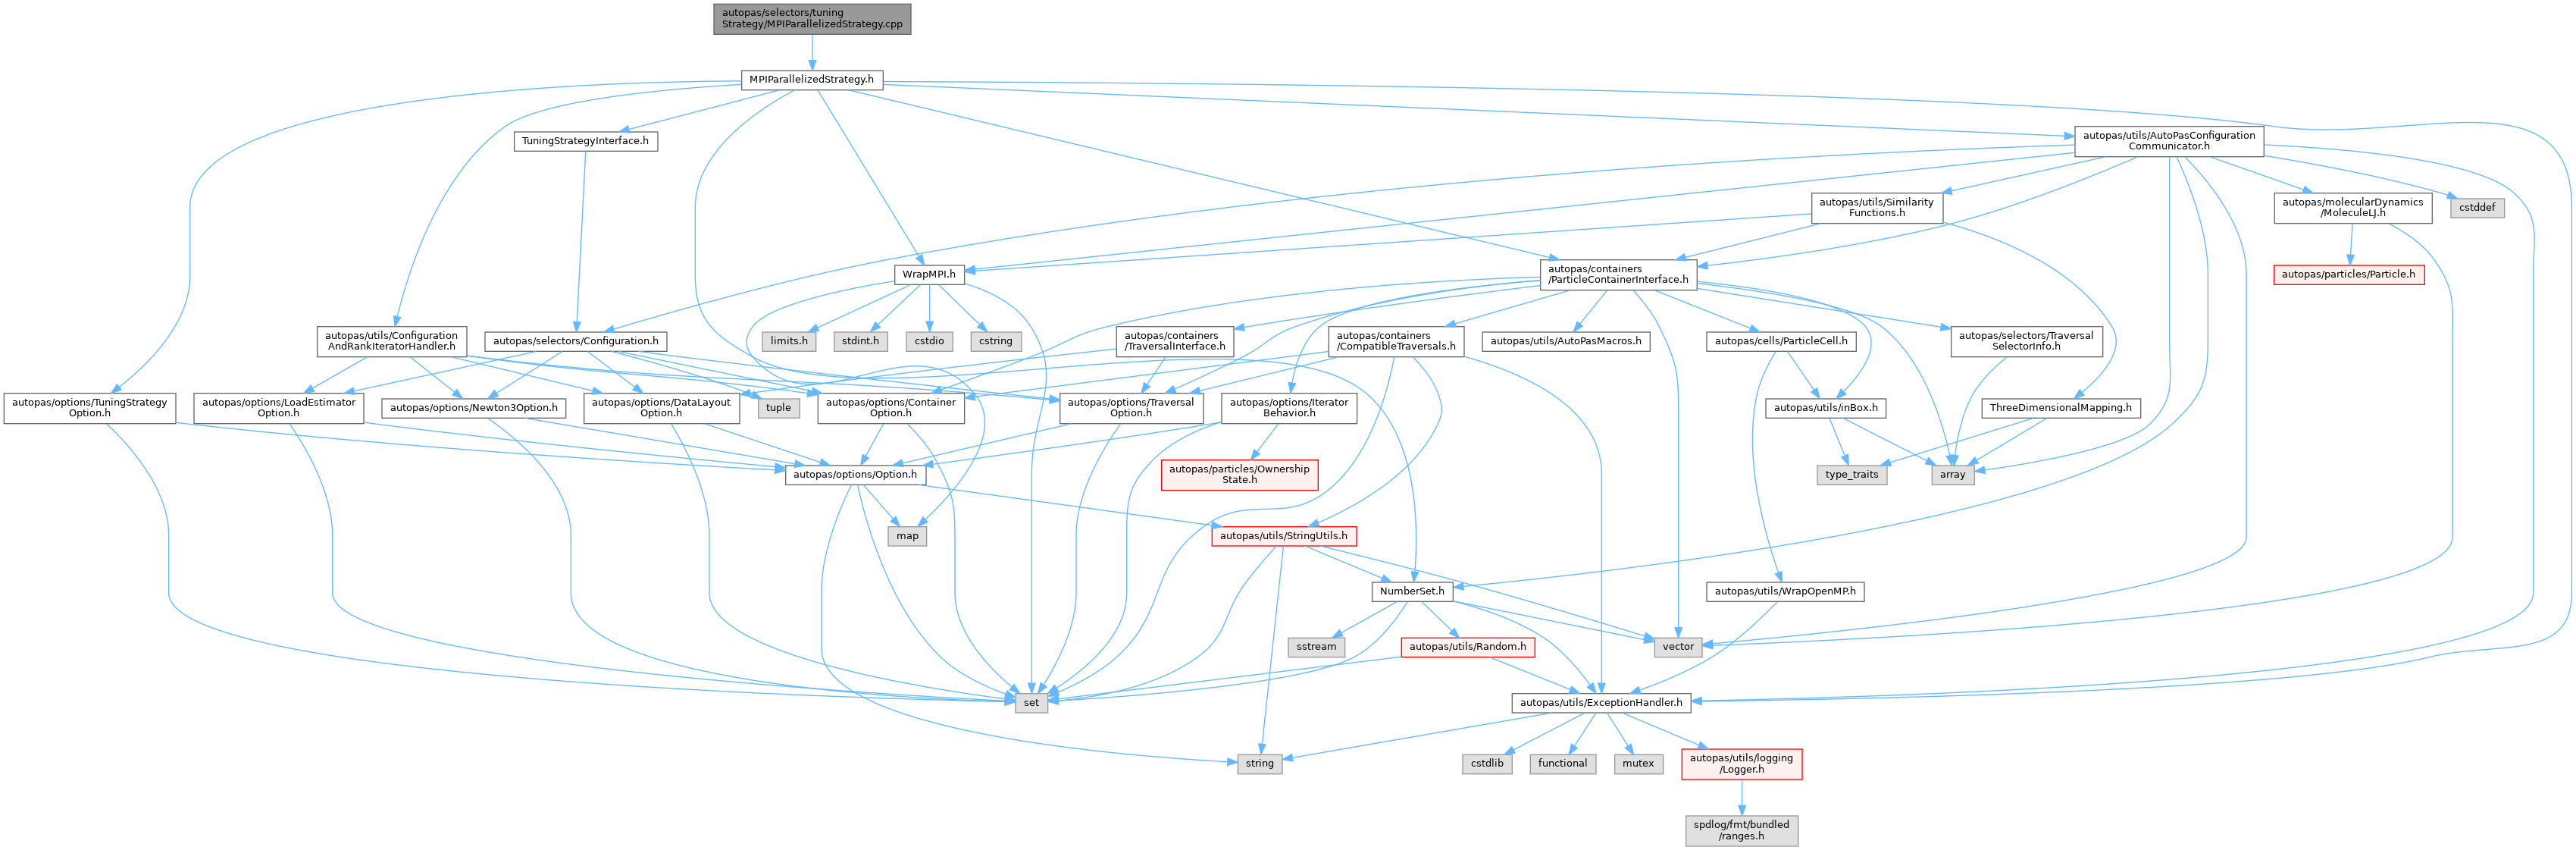 autopas/selectors/tuning
Strategy/MPIParallelizedStrategy.cpp
MPIParallelizedStrategy.h
TuningStrategyInterface.h
autopas/utils/AutoPasConfiguration
Communicator.h
autopas/utils/Similarity
Functions.h
autopas/molecularDynamics
/MoleculeLJ.h
cstddef
WrapMPI.h
autopas/containers
/ParticleContainerInterface.h
autopas/particles/Particle.h
autopas/utils/Configuration
AndRankIteratorHandler.h
autopas/selectors/Configuration.h
limits.h
stdint.h
cstdio
cstring
autopas/containers
/TraversalInterface.h
autopas/containers
/CompatibleTraversals.h
autopas/utils/AutoPasMacros.h
autopas/cells/ParticleCell.h
autopas/selectors/Traversal
SelectorInfo.h
autopas/options/TuningStrategy
Option.h
autopas/options/LoadEstimator
Option.h
autopas/options/Newton3Option.h
autopas/options/DataLayout
Option.h
tuple
autopas/options/Container
Option.h
autopas/options/Traversal
Option.h
autopas/options/Iterator
Behavior.h
autopas/utils/inBox.h
ThreeDimensionalMapping.h
autopas/options/Option.h
autopas/particles/Ownership
State.h
type_traits
array
map
autopas/utils/StringUtils.h
NumberSet.h
autopas/utils/WrapOpenMP.h
sstream
autopas/utils/Random.h
vector
set
autopas/utils/ExceptionHandler.h
string
cstdlib
functional
mutex
autopas/utils/logging
/Logger.h
spdlog/fmt/bundled
/ranges.h